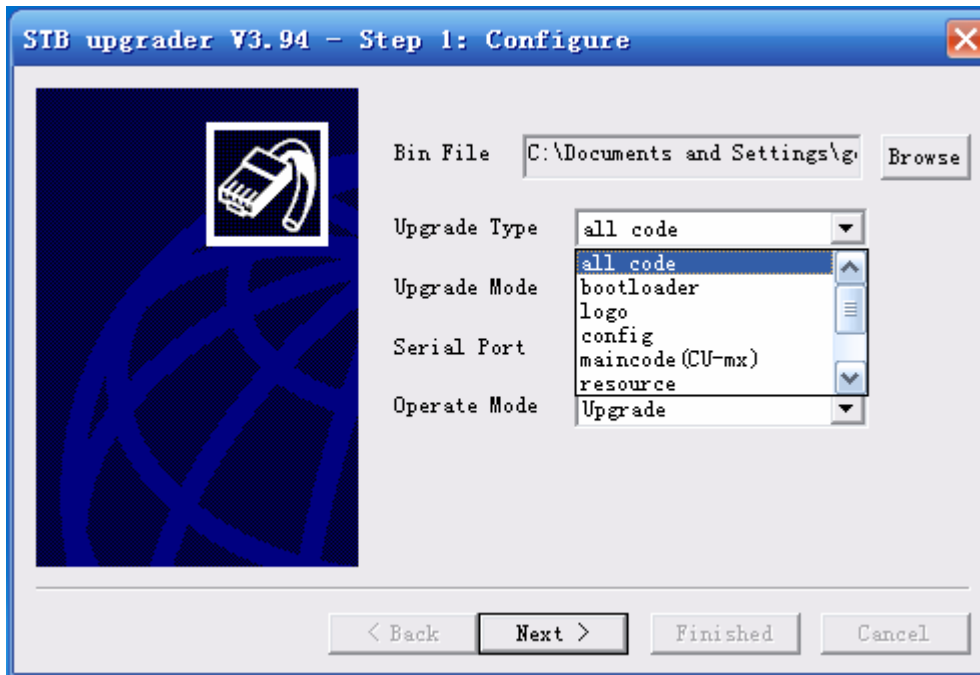 STB upgrader V3.94 - Step 1: Configure
Bin File C:\Documents and Settings\g Browse
Upgrade Type all code
all code
bootloader
Upgrade Mode
logo
config
Serial Port
maincode(CU-mx)
resource
Operate Mode Upgrade
< Back Next > Finished Cancel